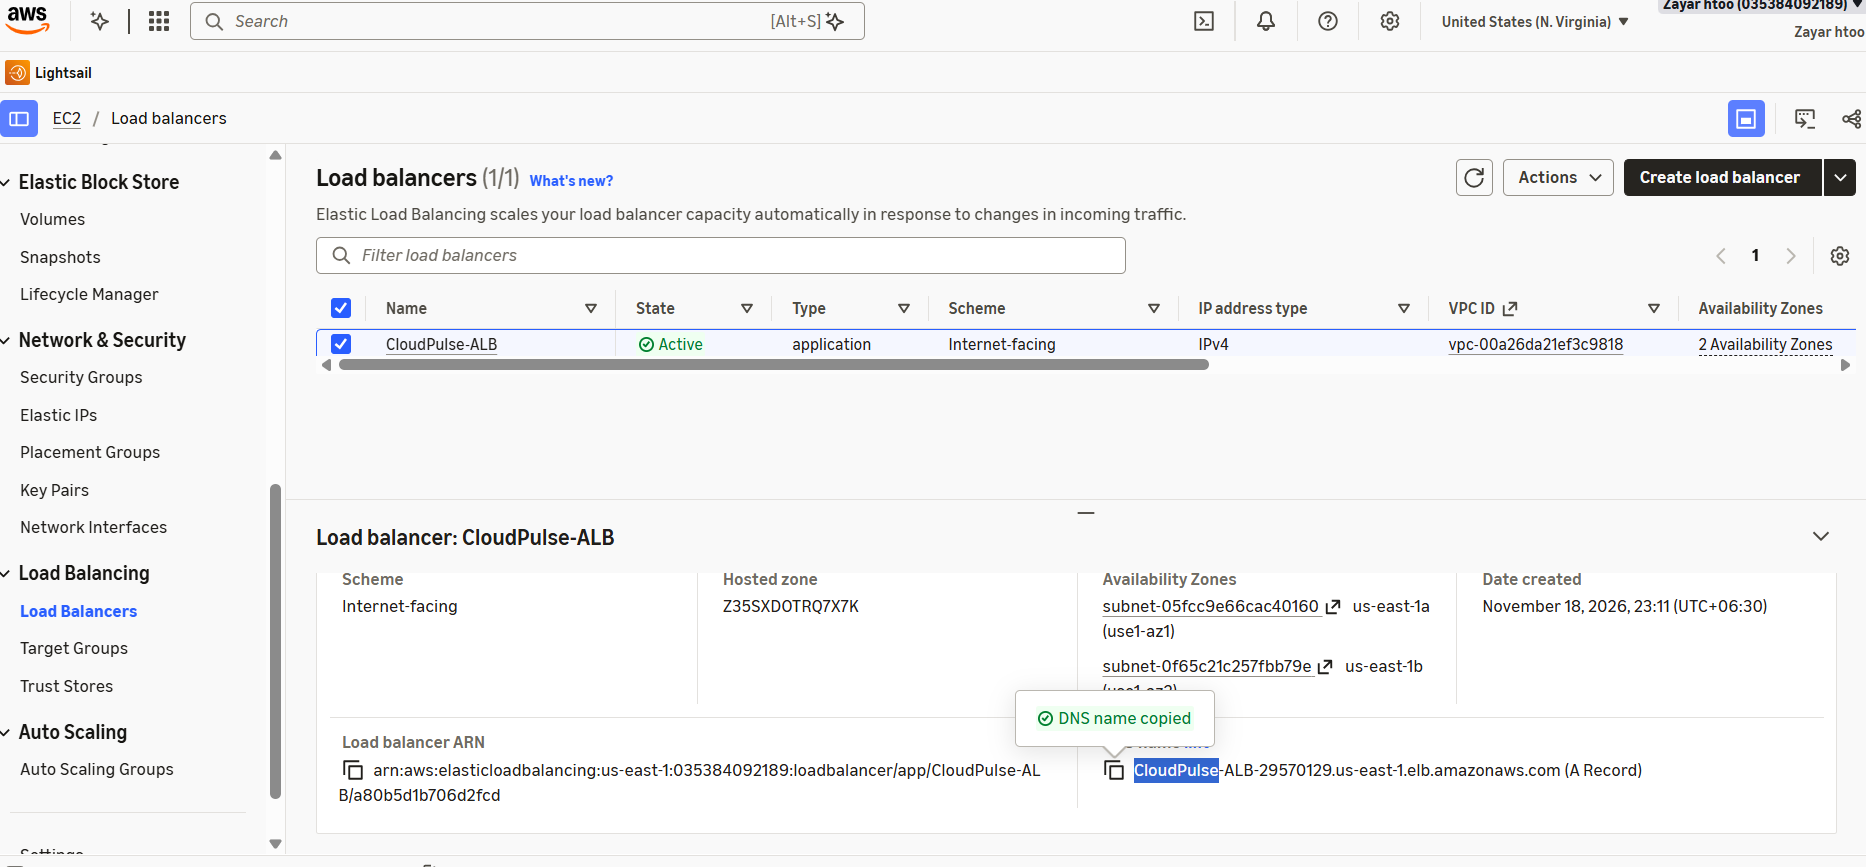 aws
Search
[Alt+S]
United States (N. Virginia)
Zayar htoo (035384092189)
Zayar htoo
Lightsail
EC2 / Load balancers
Elastic Block Store
Volumes
Snapshots
Lifecycle Manager
Network & Security
Security Groups
Elastic IPs
Placement Groups
Key Pairs
Network Interfaces
Load Balancing
Load Balancers
Target Groups
Trust Stores
Auto Scaling
Auto Scaling Groups
Settings
Load balancers (1/1) What's new?
Actions
Create load balancer
Elastic Load Balancing scales your load balancer capacity automatically in response to changes in incoming traffic.
Filter load balancers
1
Name State Type Scheme IP address type VPC ID Availability Zones
CloudPulse-ALB Active application Internet-facing IPv4 vpc-00a26da21ef3c9818 2 Availability Zones
Load balancer: CloudPulse-ALB
Scheme
Internet-facing
Hosted zone
Z35SXDOTRQ7X7K
Availability Zones
subnet-05fcc9e66cac40160 us-east-1a
(use1-az1)
subnet-0f65c21c257fbb79e us-east-1b
Date created
November 18, 2026, 23:11 (UTC+06:30)
DNS name copied
Load balancer ARN
arn:aws:elasticloadbalancing:us-east-1:035384092189:loadbalancer/app/CloudPulse-AL
B/a80b5d1b706d2fcd
CloudPulse-ALB-29570129.us-east-1.elb.amazonaws.com (A Record)